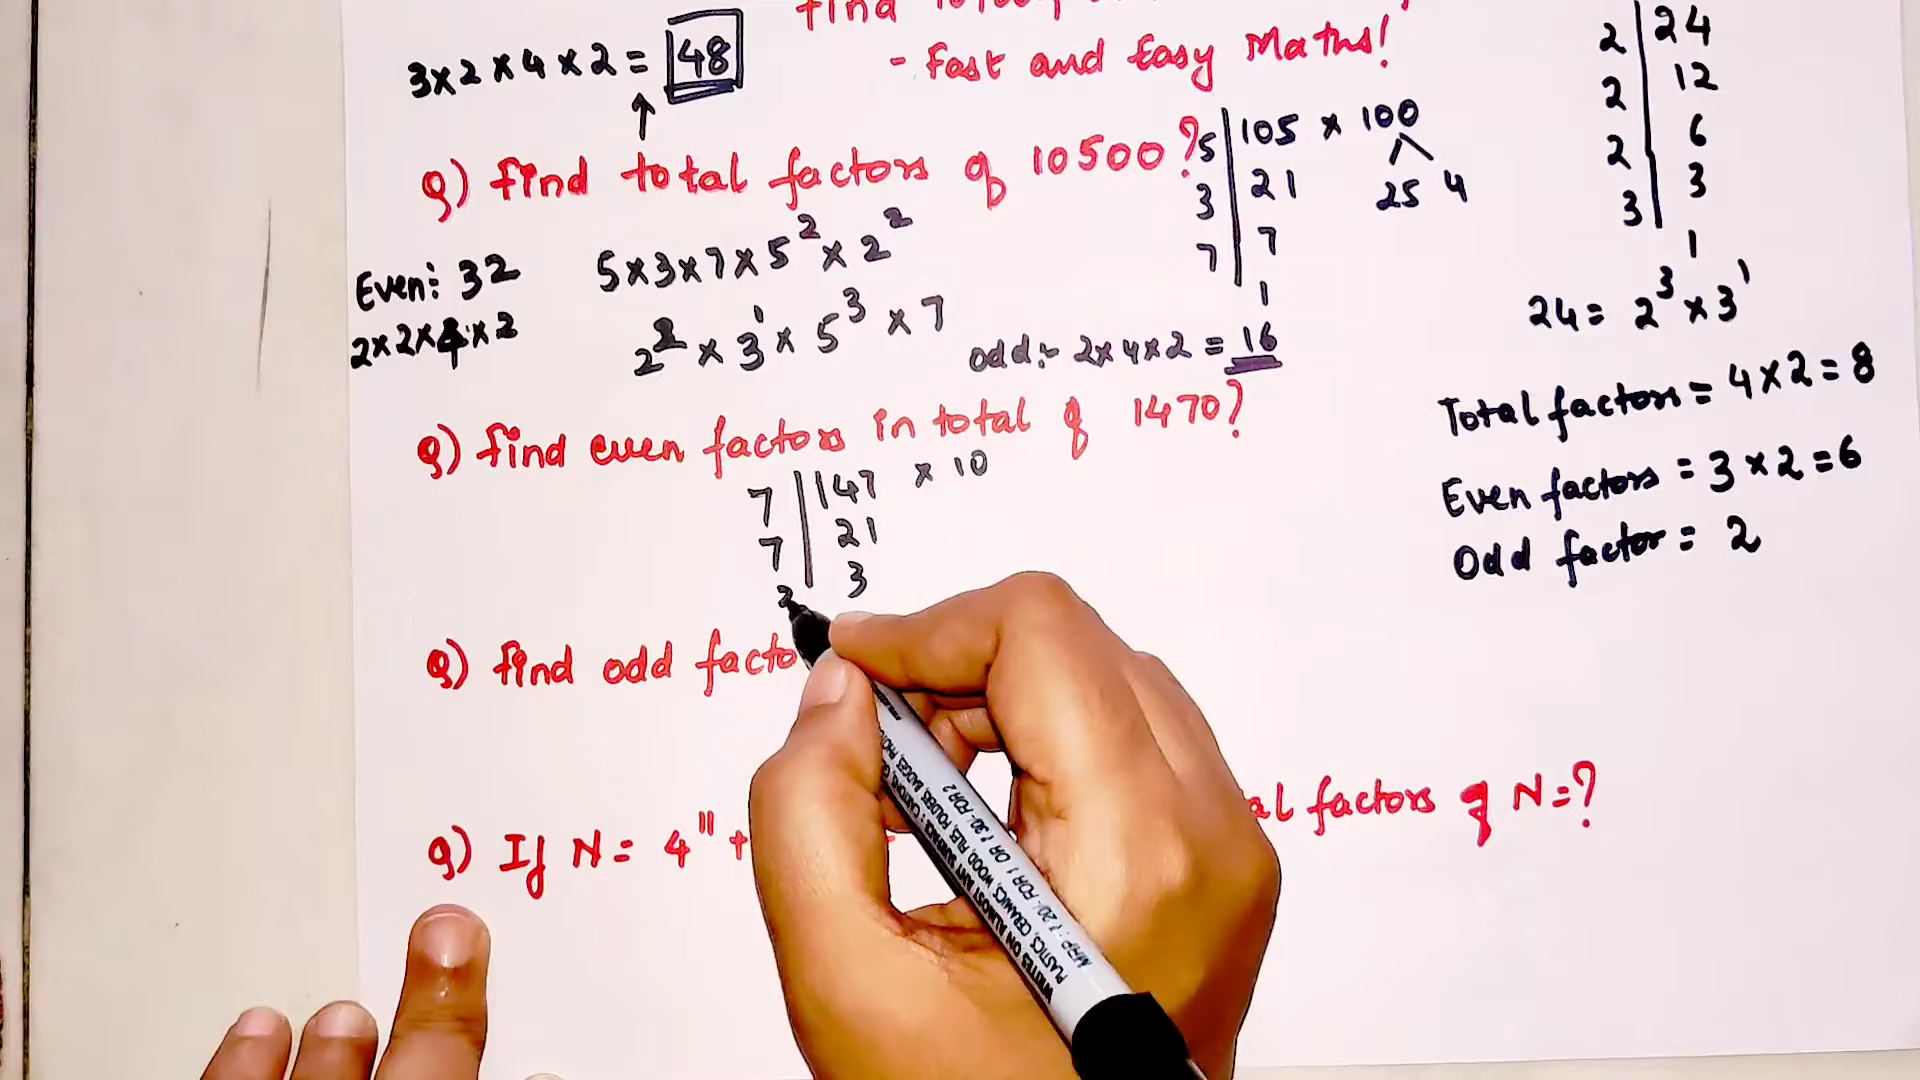 3×2×4×2 = 48
↑
- Fast and Easy Maths!
Q) find total factors of 10500?
5 | 105 × 100
3 | 21 25 4
7 | 7
1
Even: 32
2×2×4×2
5×3×7×5² × 2²
2² × 3¹ × 5³ × 7
odd:- 2×4×2 = 16
Q) find even factors in total of 1470?
7 | 147 × 10
7 | 21
3
Q) find odd
Q) If N = 4¹¹ +
factors of N=?
2 | 24
2 | 12
2 | 6
3 | 3
1
24 = 2³ × 3¹
Total factors = 4×2=8
Even factors = 3×2=6
Odd factor = 2